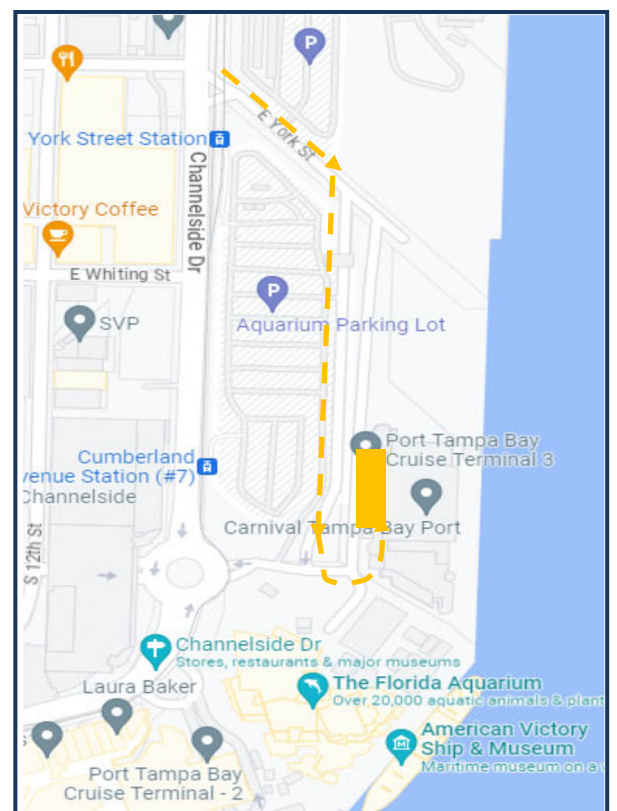 P
E York St
York Street Station
Channelside Dr
Victory Coffee
E Whiting St
P
SVP
Aquarium Parking Lot
Port Tampa Bay
Cruise Terminal 3
Cumberland
venue Station (#7)
Channelside
Carnival Tampa Bay Port
S 12th St
Channelside Dr
Stores, restaurants & major museums
Laura Baker
The Florida Aquarium
Over 20,000 aquatic animals & plant
American Victory
Ship & Museum
Maritime museum on a
Port Tampa Bay
Cruise Terminal - 2